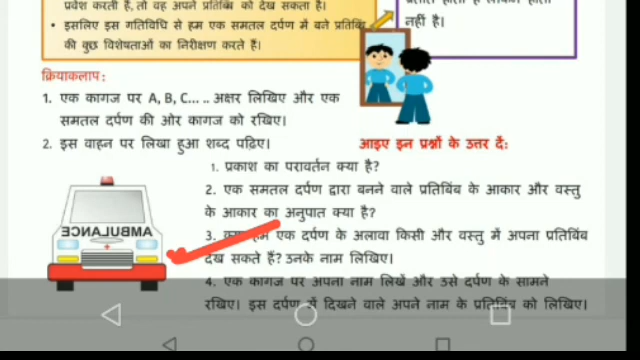 प्रवेश करती है, तो वह अपने प्रतिबिंब को देख सकता है।
• इसलिए इस गतिविधि से हम एक समतल दर्पण में बने प्रतिबिंब
की कुछ विशेषताओं का निरीक्षण करते हैं।
नहीं है।
क्रियाकलाप:
1. एक कागज पर A, B, C... .. अक्षर लिखिए और एक
समतल दर्पण की ओर कागज को रखिए।
2. इस वाहन पर लिखा हुआ शब्द पढ़िए।
आइए इन प्रश्नों के उत्तर दें:
1. प्रकाश का परावर्तन क्या है?
2. एक समतल दर्पण द्वारा बनने वाले प्रतिबिंब के आकार और वस्तु
के आकार का अनुपात क्या है?
3. क्या हम एक दर्पण के अलावा किसी और वस्तु में अपना प्रतिबिंब
देख सकते हैं? उनके नाम लिखिए।
4. एक कागज पर अपना नाम लिखें और उसे दर्पण के सामने
रखिए। इस दर्पण में दिखने वाले अपने नाम के प्रतिबिंब को लिखिए।
AMBULANCE